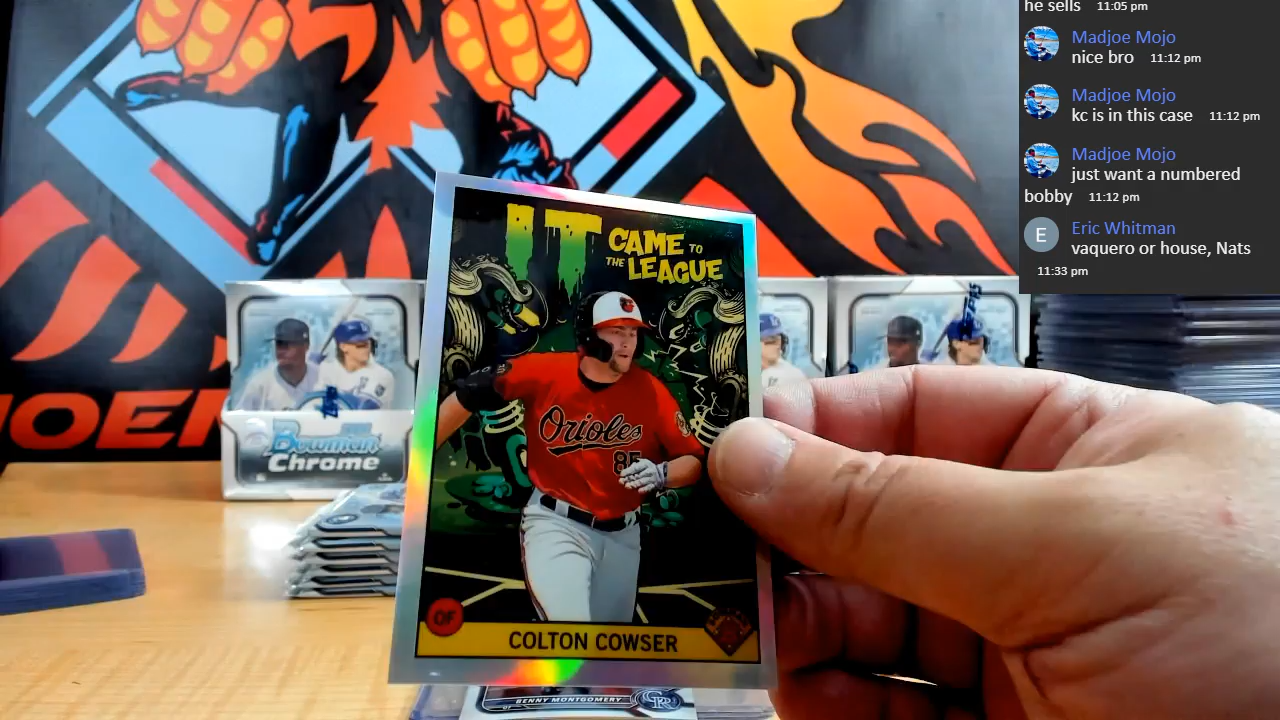 he sells 11:05 pm
Madjoe Mojo
nice bro 11:12 pm
Madjoe Mojo
kc is in this case 11:12 pm
Madjoe Mojo
just want a numbered
bobby 11:12 pm
E Eric Whitman
vaquero or house, Nats
11:33 pm
IT CAME TO
THE LEAGUE
Orioles
85
OF
COLTON COWSER
Bowman
Chrome
BENNY MONTGOMERY
CR